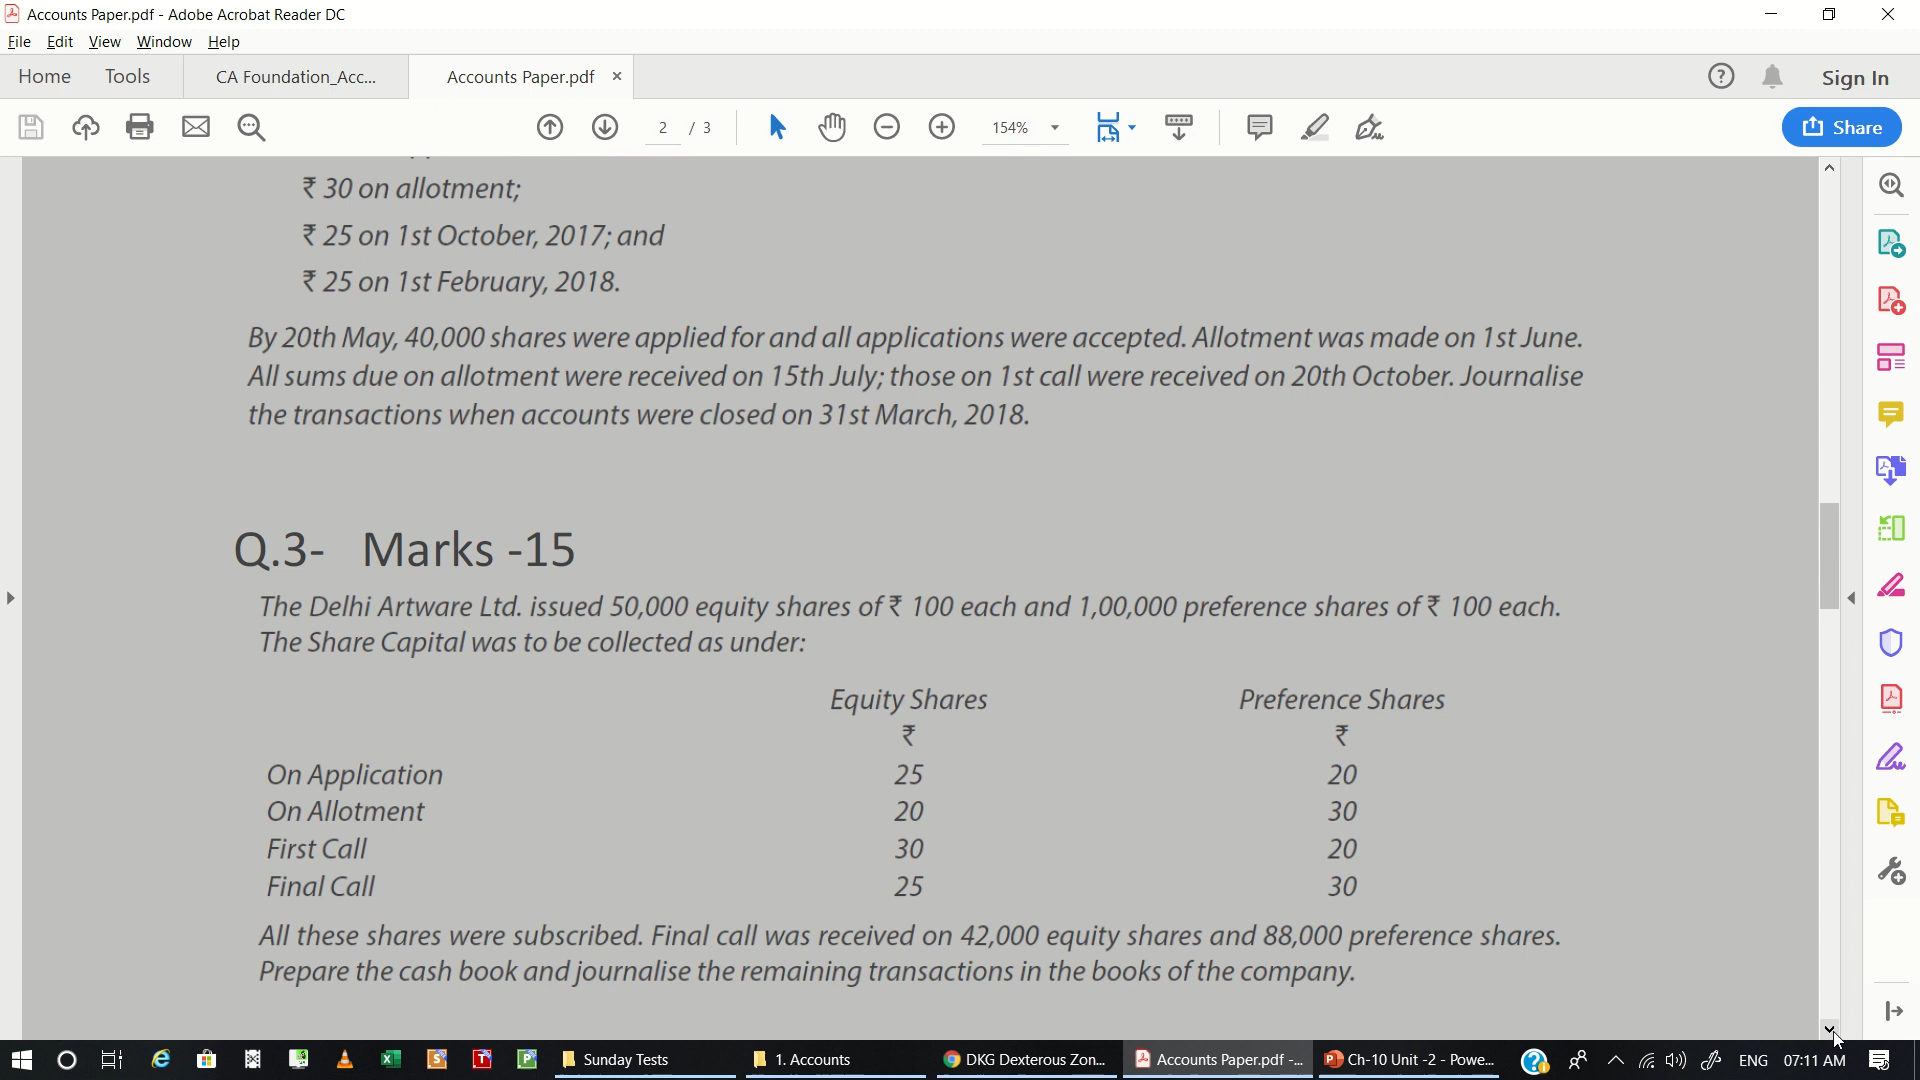 Accounts Paper.pdf - Adobe Acrobat Reader DC
File Edit View Window Help
Home Tools CA Foundation_Acc... Accounts Paper.pdf × Sign In
2 / 3 154% Share
₹ 30 on allotment;
₹ 25 on 1st October, 2017; and
₹ 25 on 1st February, 2018.
By 20th May, 40,000 shares were applied for and all applications were accepted. Allotment was made on 1st June.
All sums due on allotment were received on 15th July; those on 1st call were received on 20th October. Journalise
the transactions when accounts were closed on 31st March, 2018.
Q.3- Marks -15
The Delhi Artware Ltd. issued 50,000 equity shares of ₹ 100 each and 1,00,000 preference shares of ₹ 100 each.
The Share Capital was to be collected as under:
Equity Shares Preference Shares
₹ ₹
On Application 25 20
On Allotment 20 30
First Call 30 20
Final Call 25 30
All these shares were subscribed. Final call was received on 42,000 equity shares and 88,000 preference shares.
Prepare the cash book and journalise the remaining transactions in the books of the company.
Sunday Tests 1. Accounts DKG Dexterous Zon... Accounts Paper.pdf -... Ch-10 Unit -2 - Powe... ENG 07:11 AM